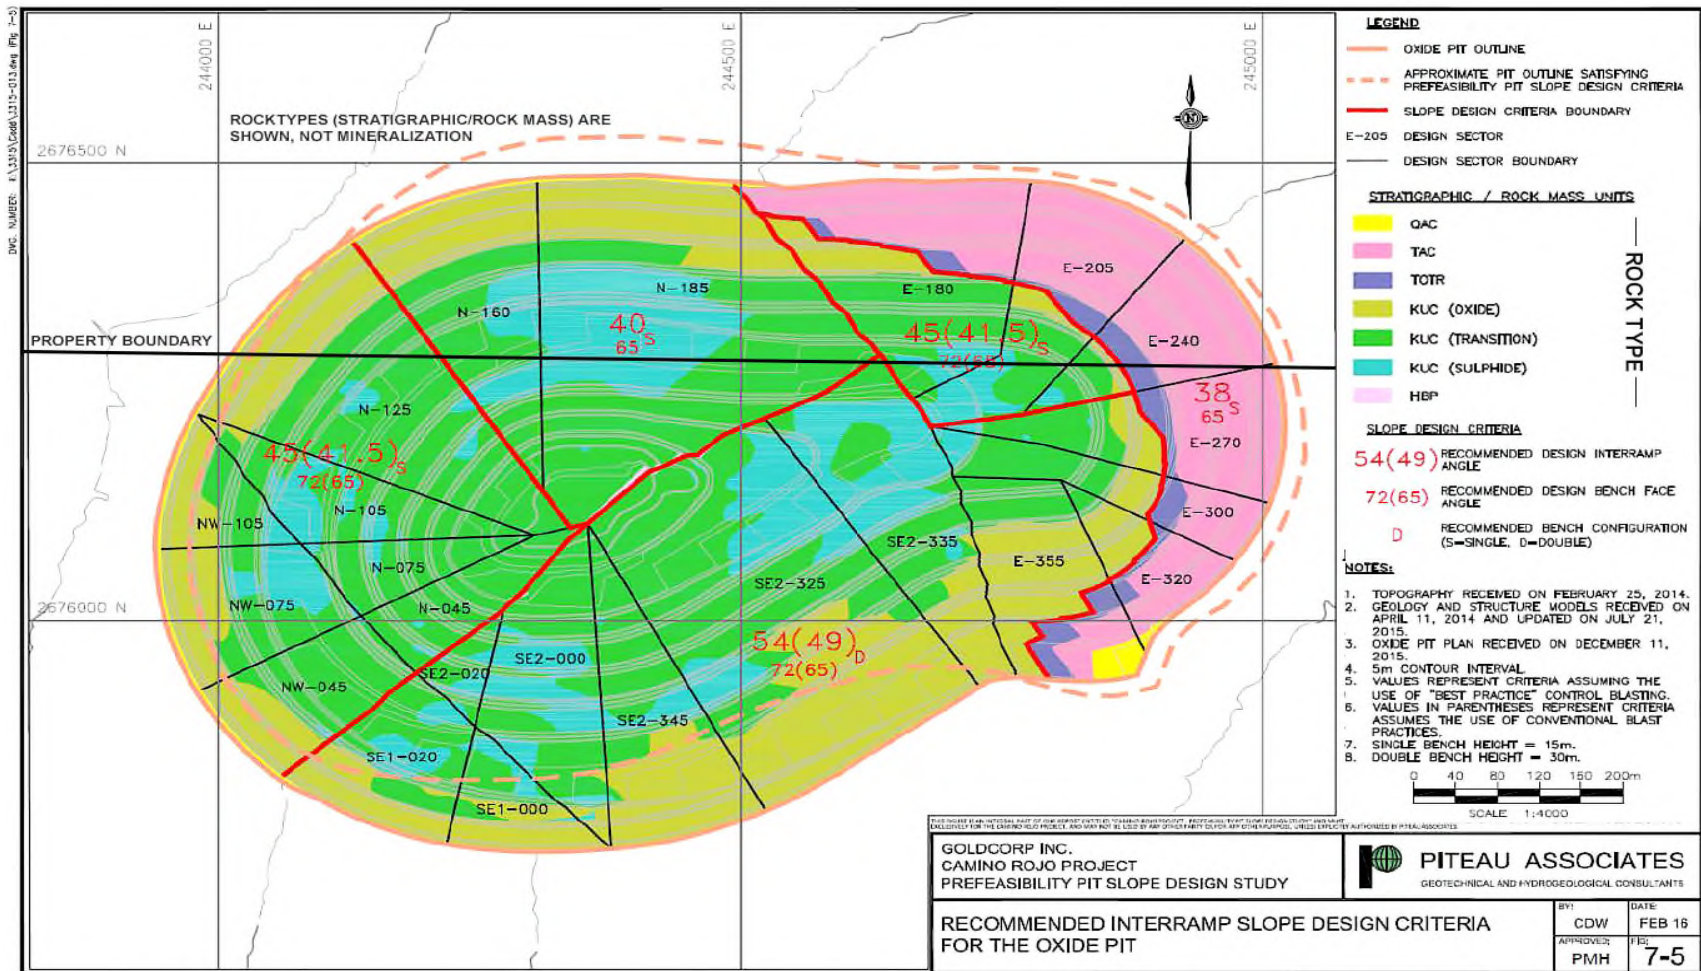 244000 E
244500 E
245000 E
ROCKTYPES (STRATIGRAPHIC/ROCK MASS) ARE
SHOWN, NOT MINERALIZATION
2676500 N
PROPERTY BOUNDARY
2676000 N
N-160
N-185
E-180
E-205
E-240
40 S
65
45(41.5) S
72(65)
38 S
65
N-125
45(41.5) S
72(65)
N-105
NW-105
N-075
NW-075
N-045
NW-045
SE2-020
SE2-000
SE1-020
SE1-000
SE2-345
SE2-325
SE2-335
54(49) D
72(65)
E-270
E-300
E-355
E-320
LEGEND
OXIDE PIT OUTLINE
APPROXIMATE PIT OUTLINE SATISFYING
PREFEASIBILITY PIT SLOPE DESIGN CRITERIA
SLOPE DESIGN CRITERIA BOUNDARY
E-205 DESIGN SECTOR
DESIGN SECTOR BOUNDARY
STRATIGRAPHIC / ROCK MASS UNITS
QAC
TAC
TOTR
KUC (OXIDE)
KUC (TRANSITION)
KUC (SULPHIDE)
HBP
ROCK TYPE
SLOPE DESIGN CRITERIA
54(49) RECOMMENDED DESIGN INTERRAMP
ANGLE
72(65) RECOMMENDED DESIGN BENCH FACE
ANGLE
D RECOMMENDED BENCH CONFIGURATION
(S=SINGLE, D=DOUBLE)
NOTES:
1. TOPOGRAPHY RECEIVED ON FEBRUARY 25, 2014.
2. GEOLOGY AND STRUCTURE MODELS RECEIVED ON
APRIL 11, 2014 AND UPDATED ON JULY 21,
2015.
3. OXIDE PIT PLAN RECEIVED ON DECEMBER 11,
2015.
4. 5m CONTOUR INTERVAL
5. VALUES REPRESENT CRITERIA ASSUMING THE
USE OF "BEST PRACTICE" CONTROL BLASTING.
6. VALUES IN PARENTHESES REPRESENT CRITERIA
ASSUMES THE USE OF CONVENTIONAL BLAST
PRACTICES.
7. SINGLE BENCH HEIGHT = 15m.
8. DOUBLE BENCH HEIGHT = 30m.
0 40 80 120 160 200m
SCALE 1:4000
GOLDCORP INC.
CAMINO ROJO PROJECT
PREFEASIBILITY PIT SLOPE DESIGN STUDY
PITEAU ASSOCIATES
GEOTECHNICAL AND HYDROGEOLOGICAL CONSULTANTS
RECOMMENDED INTERRAMP SLOPE DESIGN CRITERIA
FOR THE OXIDE PIT
BY: CDW
DATE: FEB 16
APPROVED: PMH
FIG: 7-5